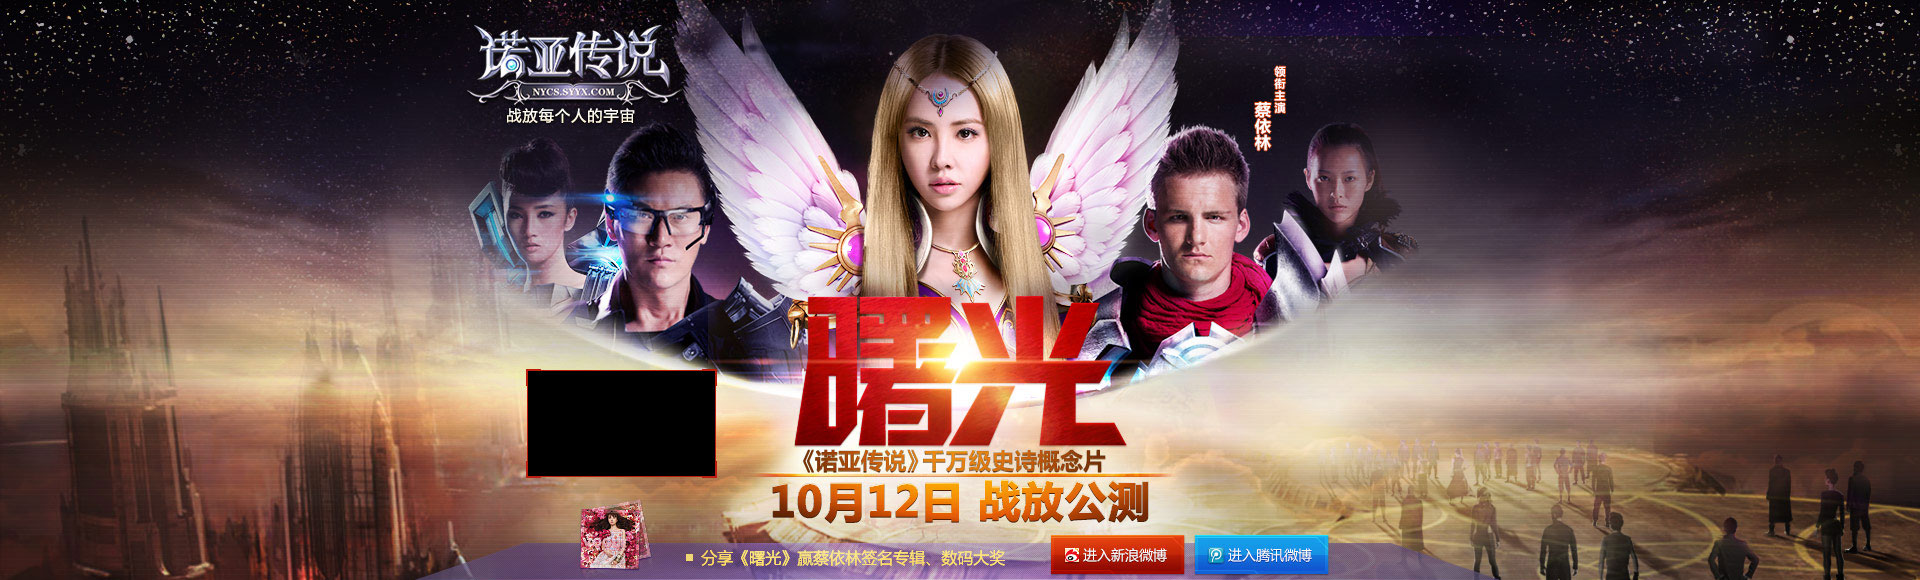 诺亚传说
NYCS.SYYX.COM
战放每个人的宇宙
领衔主演
蔡依林
曙光
《诺亚传说》千万级史诗概念片
10月12日 战放公测
分享《曙光》赢蔡依林签名专辑、数码大奖
进入新浪微博
进入腾讯微博